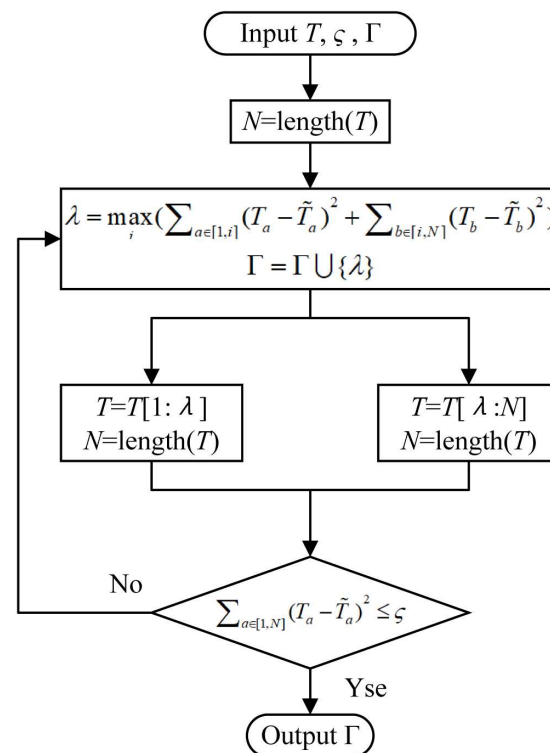 Input T, ς , Γ
N=length(T)
λ = max_i(∑_{a∈[1,i]}(T_a − T̃_a)² + ∑_{b∈[i,N]}(T_b − T̃_b)²)
Γ = Γ⋃{λ}
T=T[1: λ]
N=length(T)
T=T[ λ :N]
N=length(T)
No
∑_{a∈[1,N]}(T_a − T̃_a)² ≤ ς
Yse
Output Γ